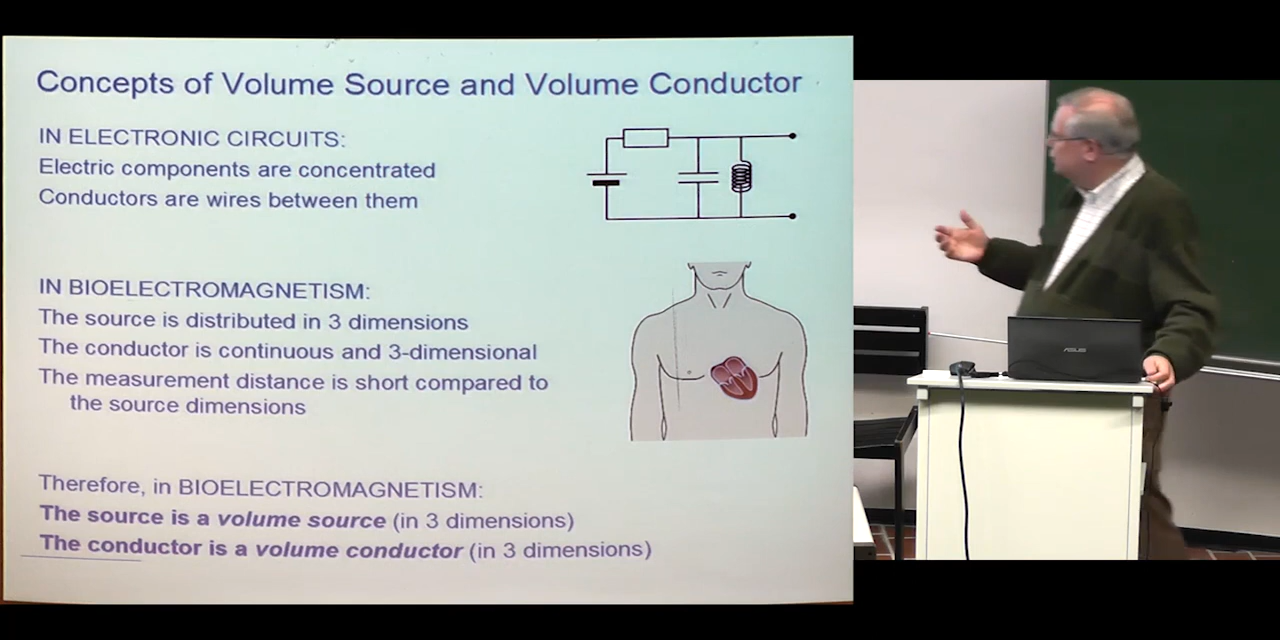 Concepts of Volume Source and Volume Conductor
IN ELECTRONIC CIRCUITS:
Electric components are concentrated
Conductors are wires between them
IN BIOELECTROMAGNETISM:
The source is distributed in 3 dimensions
The conductor is continuous and 3-dimensional
The measurement distance is short compared to
the source dimensions
Therefore, in BIOELECTROMAGNETISM:
The source is a volume source (in 3 dimensions)
The conductor is a volume conductor (in 3 dimensions)
ASUS